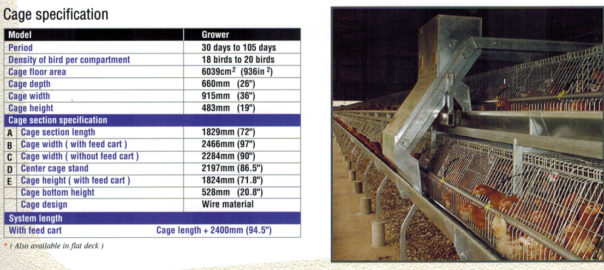 Cage specification
Model Grower
Period 30 days to 105 days
Density of bird per compartment 18 birds to 20 birds
Cage floor area 6039cm² (936in²)
Cage depth 660mm (26")
Cage width 915mm (36")
Cage height 483mm (19")
Cage section specification
A Cage section length 1829mm (72")
B Cage width ( with feed cart ) 2466mm (97")
C Cage width ( without feed cart ) 2284mm (90")
D Center cage stand 2197mm (86.5")
E Cage height ( with feed cart ) 1824mm (71.8")
Cage bottom height 528mm (20.8")
Cage design Wire material
System length
With feed cart Cage length + 2400mm (94.5")
* ( Also available in flat deck )